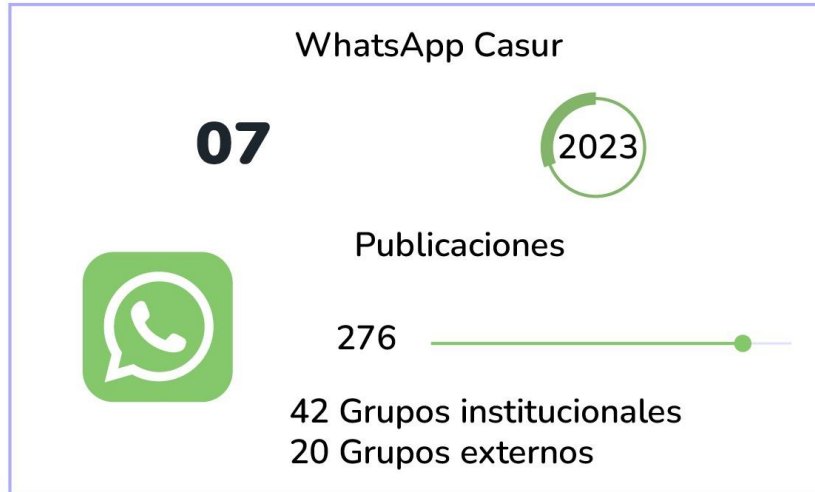 WhatsApp Casur
07
2023
Publicaciones
276
42 Grupos institucionales
20 Grupos externos